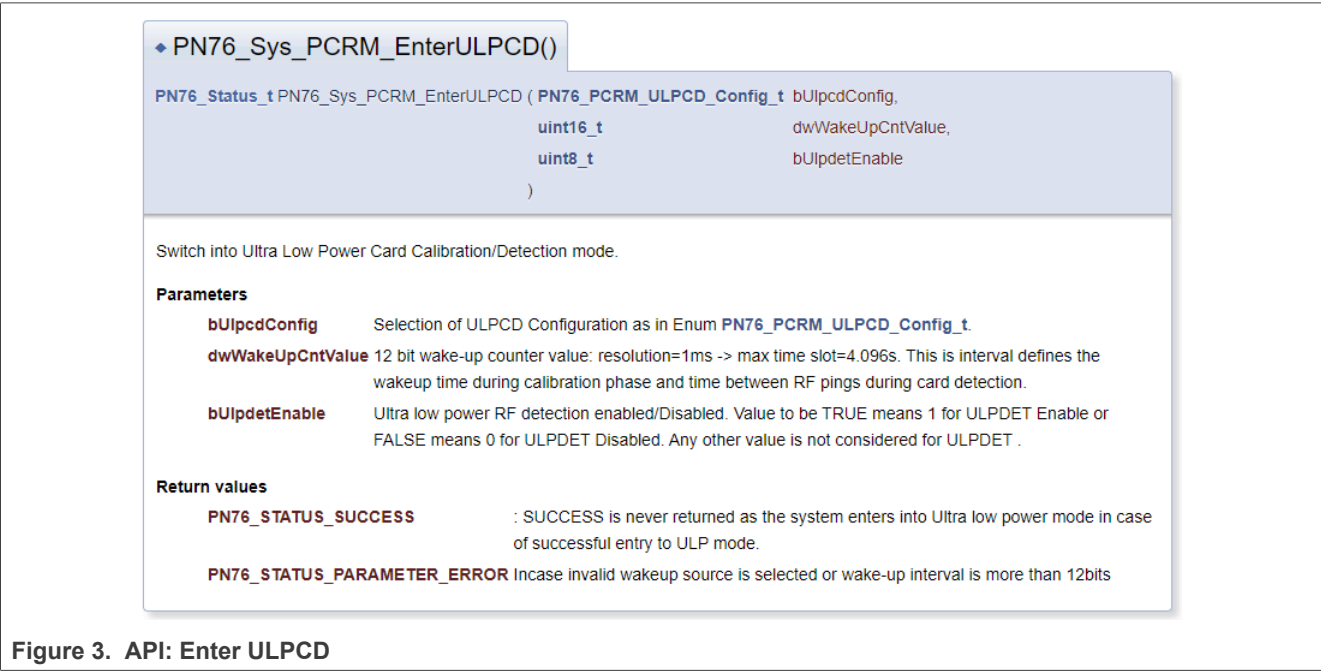 PN76_Sys_PCRM_EnterULPCD()
PN76_Status_t PN76_Sys_PCRM_EnterULPCD ( PN76_PCRM_ULPCD_Config_t bUlpcdConfig,
uint16_t dwWakeUpCntValue,
uint8_t bUlpdetEnable
)
Switch into Ultra Low Power Card Calibration/Detection mode.
Parameters
bUlpcdConfig Selection of ULPCD Configuration as in Enum PN76_PCRM_ULPCD_Config_t.
dwWakeUpCntValue 12 bit wake-up counter value: resolution=1ms -> max time slot=4.096s. This is interval defines the
wakeup time during calibration phase and time between RF pings during card detection.
bUlpdetEnable Ultra low power RF detection enabled/Disabled. Value to be TRUE means 1 for ULPDET Enable or
FALSE means 0 for ULPDET Disabled. Any other value is not considered for ULPDET .
Return values
PN76_STATUS_SUCCESS : SUCCESS is never returned as the system enters into Ultra low power mode in case
of successful entry to ULP mode.
PN76_STATUS_PARAMETER_ERROR Incase invalid wakeup source is selected or wake-up interval is more than 12bits
Figure 3. API: Enter ULPCD